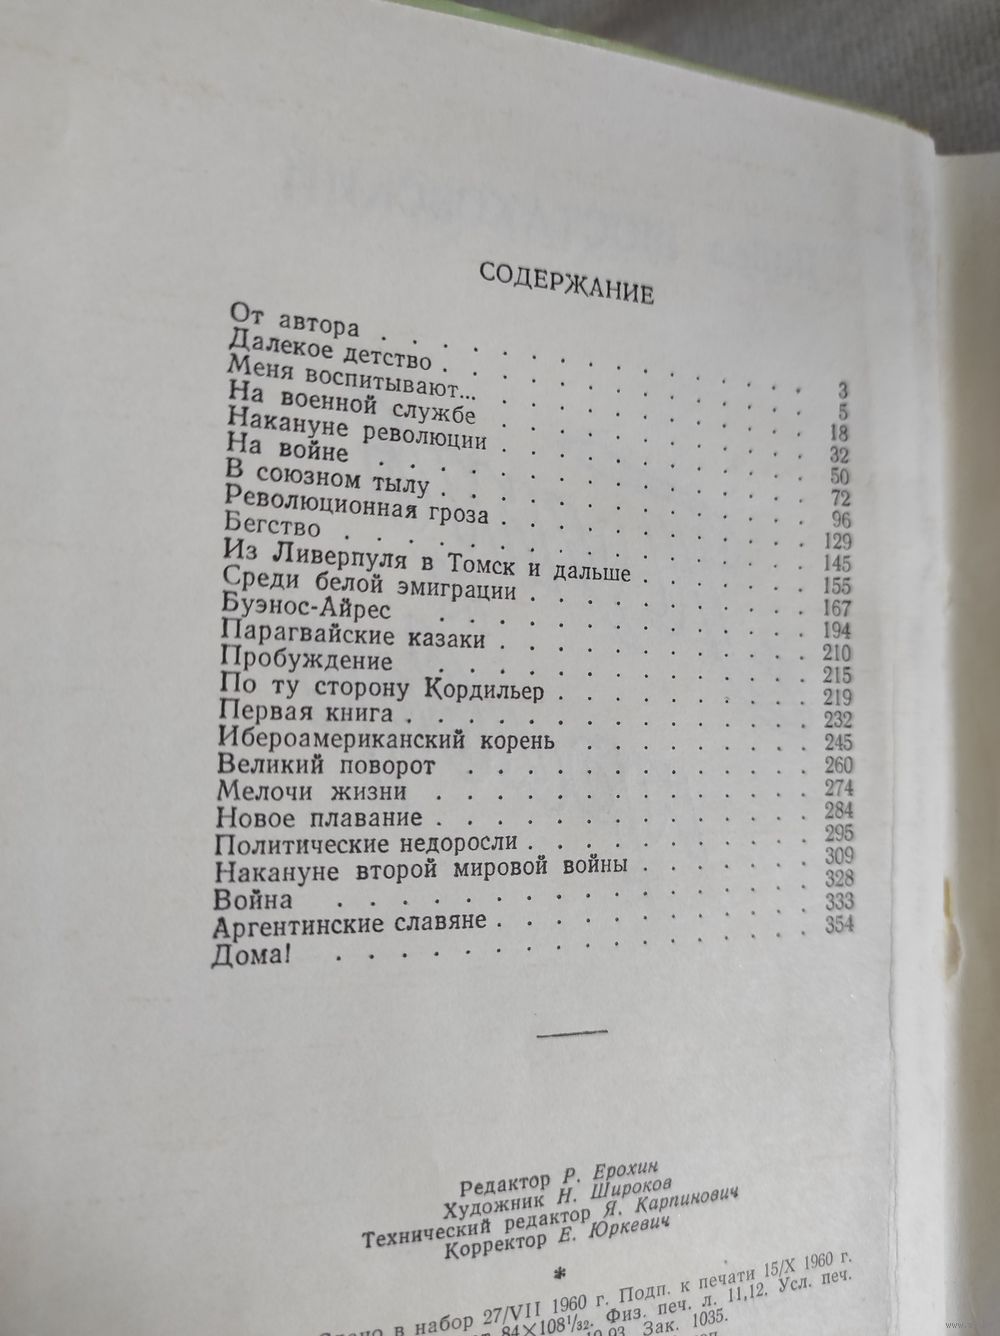 СОДЕРЖАНИЕ
От автора . . . . . . . . . . 3
Далекое детство . . . . . . . . . . 5
Меня воспитывают... . . . . . . . . . 18
На военной службе . . . . . . . . . 32
Накануне революции . . . . . . . . . 50
На войне . . . . . . . . . . 72
В союзном тылу . . . . . . . . . . 96
Революционная гроза . . . . . . . . . 129
Бегство . . . . . . . . . . 145
Из Ливерпуля в Томск и дальше . . . . . . 155
Среди белой эмиграции . . . . . . . . 167
Буэнос-Айрес . . . . . . . . . . 194
Парагвайские казаки . . . . . . . . . 210
Пробуждение . . . . . . . . . . 215
По ту сторону Кордильер . . . . . . . . 219
Первая книга . . . . . . . . . . 232
Ибероамериканский корень . . . . . . . . 245
Великий поворот . . . . . . . . . . 260
Мелочи жизни . . . . . . . . . . 274
Новое плавание . . . . . . . . . . 284
Политические недоросли . . . . . . . . 295
Накануне второй мировой войны . . . . . . 309
Война . . . . . . . . . . 328
Аргентинские славяне . . . . . . . . . 333
Дома! . . . . . . . . . . 354
Редактор Р. Ерохин
Художник Н. Широков
Технический редактор Я. Карпинович
Корректор Е. Юркевич
*
в набор 27/VII 1960 г. Подп. к печати 15/X 1960 г.
84×108¹/₃₂. Физ. печ. л. 11,12. Усл. печ.
Зак. 1035.